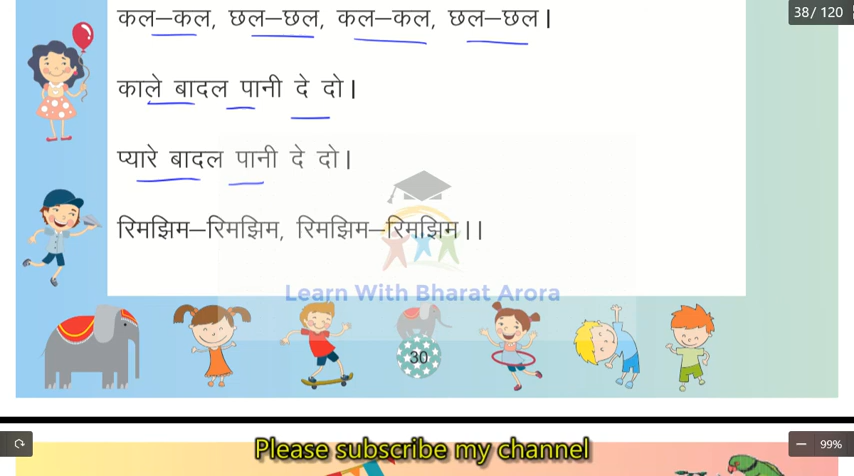 38 / 120
कल–कल, छल–छल, कल–कल, छल–छल।
काले बादल पानी दे दो।
प्यारे बादल पानी दे दो।
रिमझिम–रिमझिम, रिमझिम–रिमझिम।।
Learn With Bharat Arora
30
99%
Please subscribe my channel